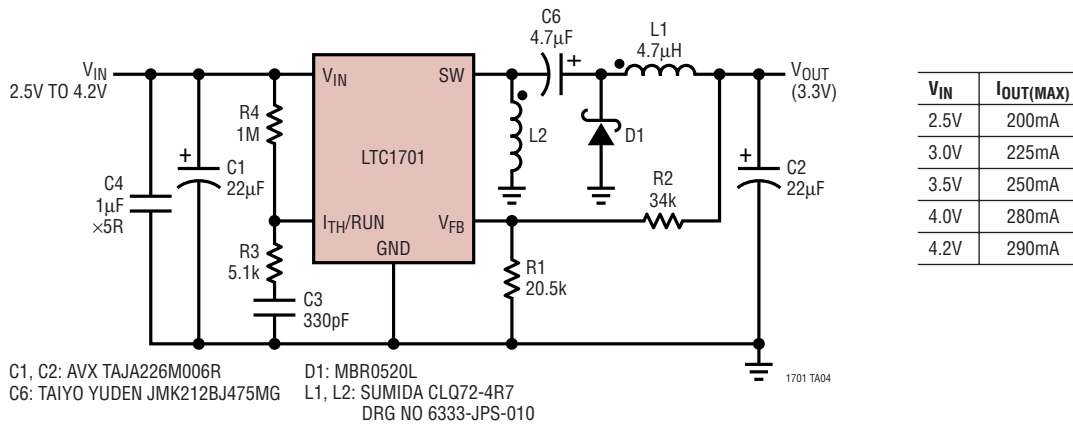 C6
4.7µF
L1
4.7µH
VIN
2.5V TO 4.2V
VIN
SW
VOUT
(3.3V)
+
R4
1M
LTC1701
L2
D1
+
C1
22µF
C4
1µF
×5R
+
C2
22µF
R2
34k
ITH/RUN
VFB
GND
R3
5.1k
R1
20.5k
C3
330pF
C1, C2: AVX TAJA226M006R
C6: TAIYO YUDEN JMK212BJ475MG
D1: MBR0520L
L1, L2: SUMIDA CLQ72-4R7
DRG NO 6333-JPS-010
1701 TA04
VIN IOUT(MAX)
2.5V 200mA
3.0V 225mA
3.5V 250mA
4.0V 280mA
4.2V 290mA